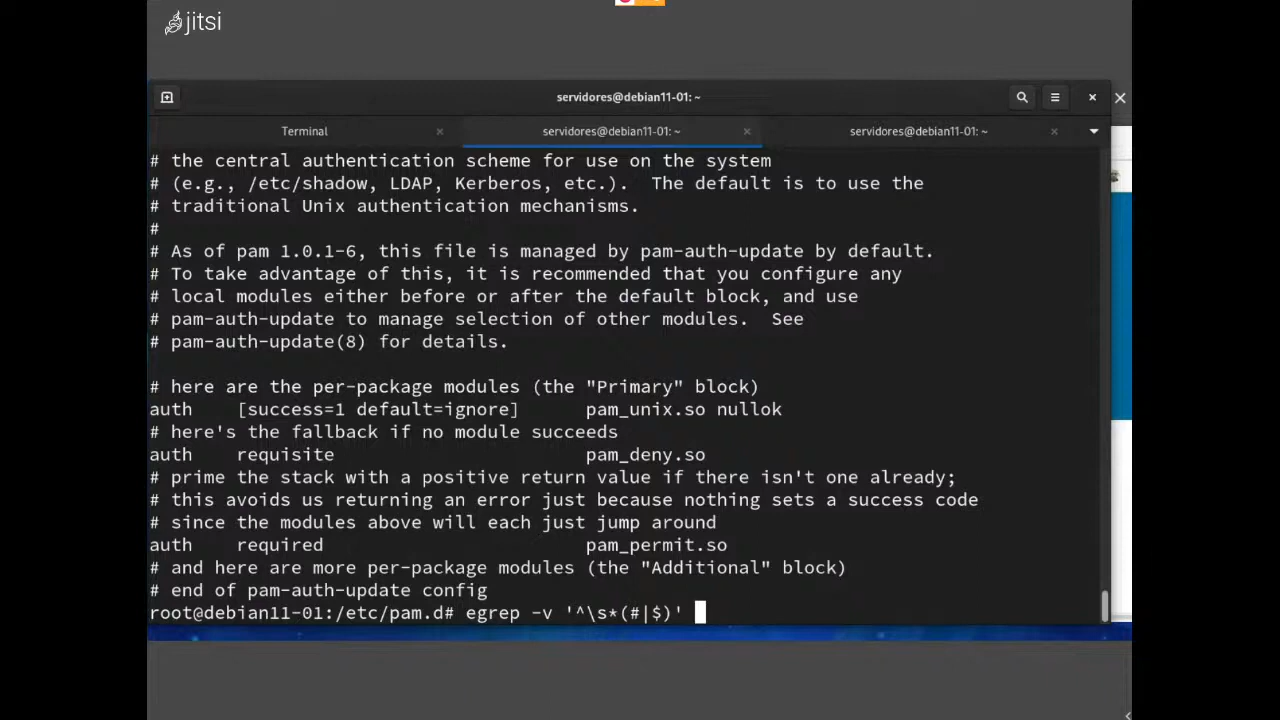 jitsi
servidores@debian11-01: ~
Terminal
servidores@debian11-01: ~
servidores@debian11-01: ~
# the central authentication scheme for use on the system
# (e.g., /etc/shadow, LDAP, Kerberos, etc.).  The default is to use the
# traditional Unix authentication mechanisms.
#
# As of pam 1.0.1-6, this file is managed by pam-auth-update by default.
# To take advantage of this, it is recommended that you configure any
# local modules either before or after the default block, and use
# pam-auth-update to manage selection of other modules.  See
# pam-auth-update(8) for details.
# here are the per-package modules (the "Primary" block)
auth    [success=1 default=ignore]      pam_unix.so nullok
# here's the fallback if no module succeeds
auth    requisite                       pam_deny.so
# prime the stack with a positive return value if there isn't one already;
# this avoids us returning an error just because nothing sets a success code
# since the modules above will each just jump around
auth    required                        pam_permit.so
# and here are more per-package modules (the "Additional" block)
# end of pam-auth-update config
root@debian11-01:/etc/pam.d# egrep -v '^\s*(#|$)'